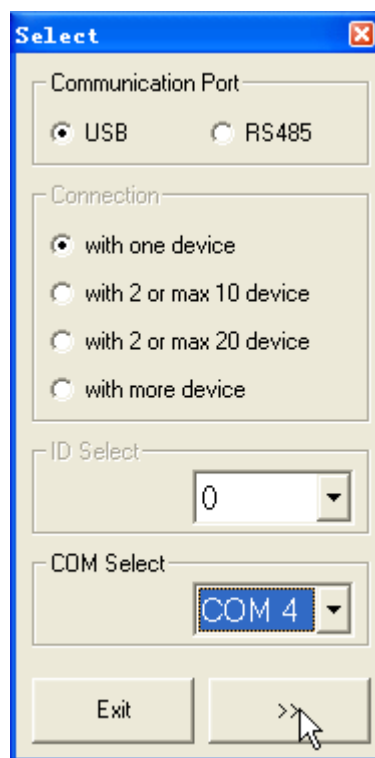 Select
Communication Port
USB RS485
Connection
with one device
with 2 or max 10 device
with 2 or max 20 device
with more device
ID Select
0
COM Select
COM 4
Exit >>